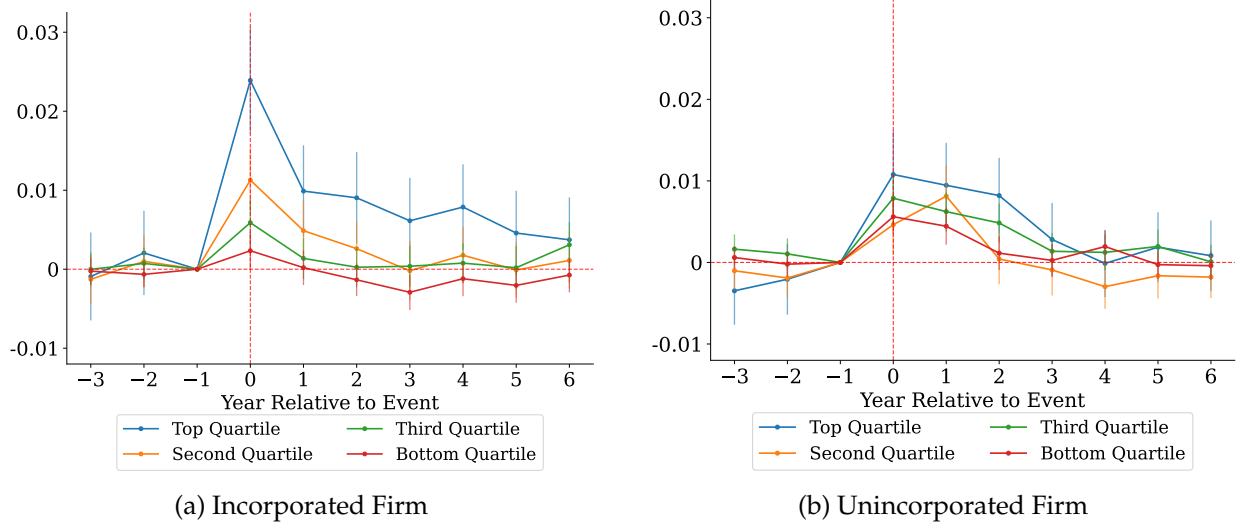 0.03
0.02
0.01
0
-0.01
−3 −2 −1 0 1 2 3 4 5 6
Year Relative to Event
Top Quartile Third Quartile
Second Quartile Bottom Quartile
(a) Incorporated Firm
0.03
0.02
0.01
0
-0.01
−3 −2 −1 0 1 2 3 4 5 6
Year Relative to Event
Top Quartile Third Quartile
Second Quartile Bottom Quartile
(b) Unincorporated Firm